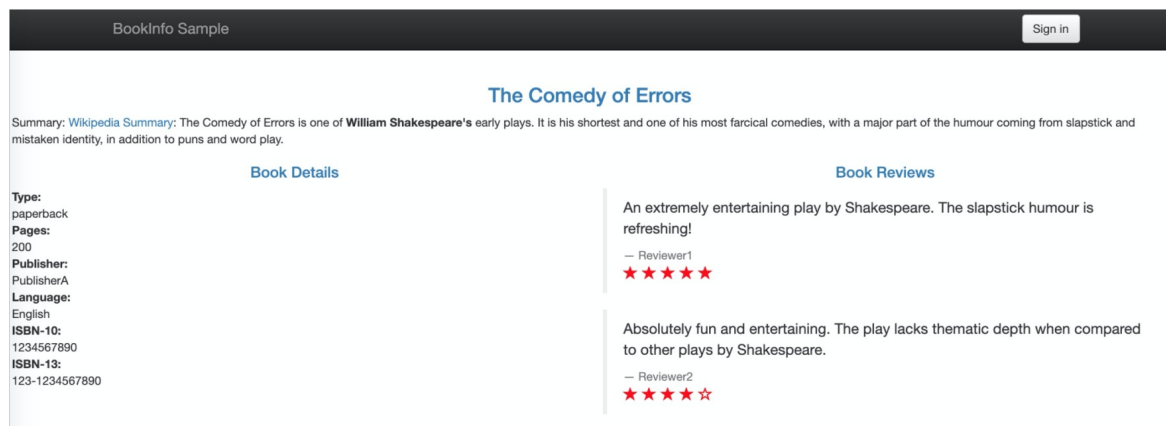 BookInfo Sample
Sign in
The Comedy of Errors
Summary: Wikipedia Summary: The Comedy of Errors is one of William Shakespeare's early plays. It is his shortest and one of his most farcical comedies, with a major part of the humour coming from slapstick and
mistaken identity, in addition to puns and word play.
Book Details
Type:
paperback
Pages:
200
Publisher:
PublisherA
Language:
English
ISBN-10:
1234567890
ISBN-13:
123-1234567890
Book Reviews
An extremely entertaining play by Shakespeare. The slapstick humour is
refreshing!
— Reviewer1
★★★★★
Absolutely fun and entertaining. The play lacks thematic depth when compared
to other plays by Shakespeare.
— Reviewer2
★★★★☆